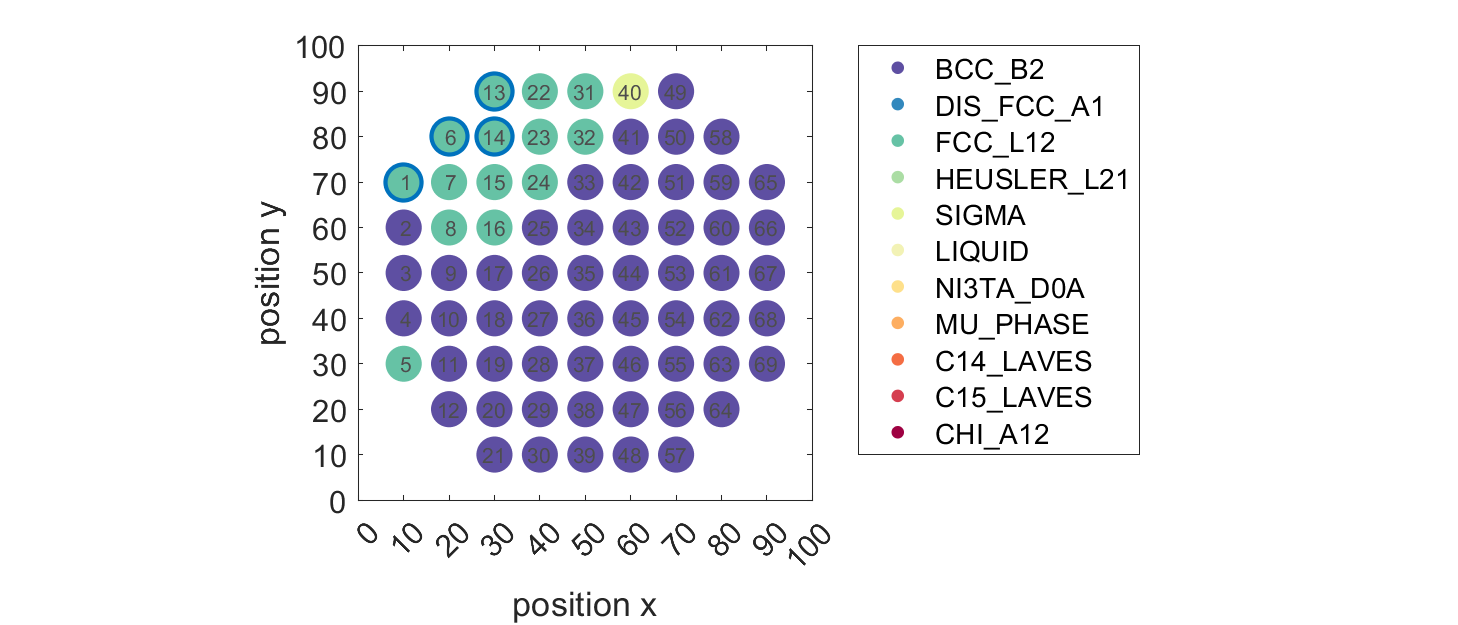 100
90
80
70
60
50
40
30
20
10
0
13 22 31 40 49
6 14 23 32 41 50 58
1 7 15 24 33 42 51 59 65
2 8 16 25 34 43 52 60 66
3 9 17 26 35 44 53 61 67
4 10 18 27 36 45 54 62 68
5 11 19 28 37 46 55 63 69
12 20 29 38 47 56 64
21 30 39 48 57
0 10 20 30 40 50 60 70 80 90 100
position x
position y
BCC_B2
DIS_FCC_A1
FCC_L12
HEUSLER_L21
SIGMA
LIQUID
NI3TA_D0A
MU_PHASE
C14_LAVES
C15_LAVES
CHI_A12